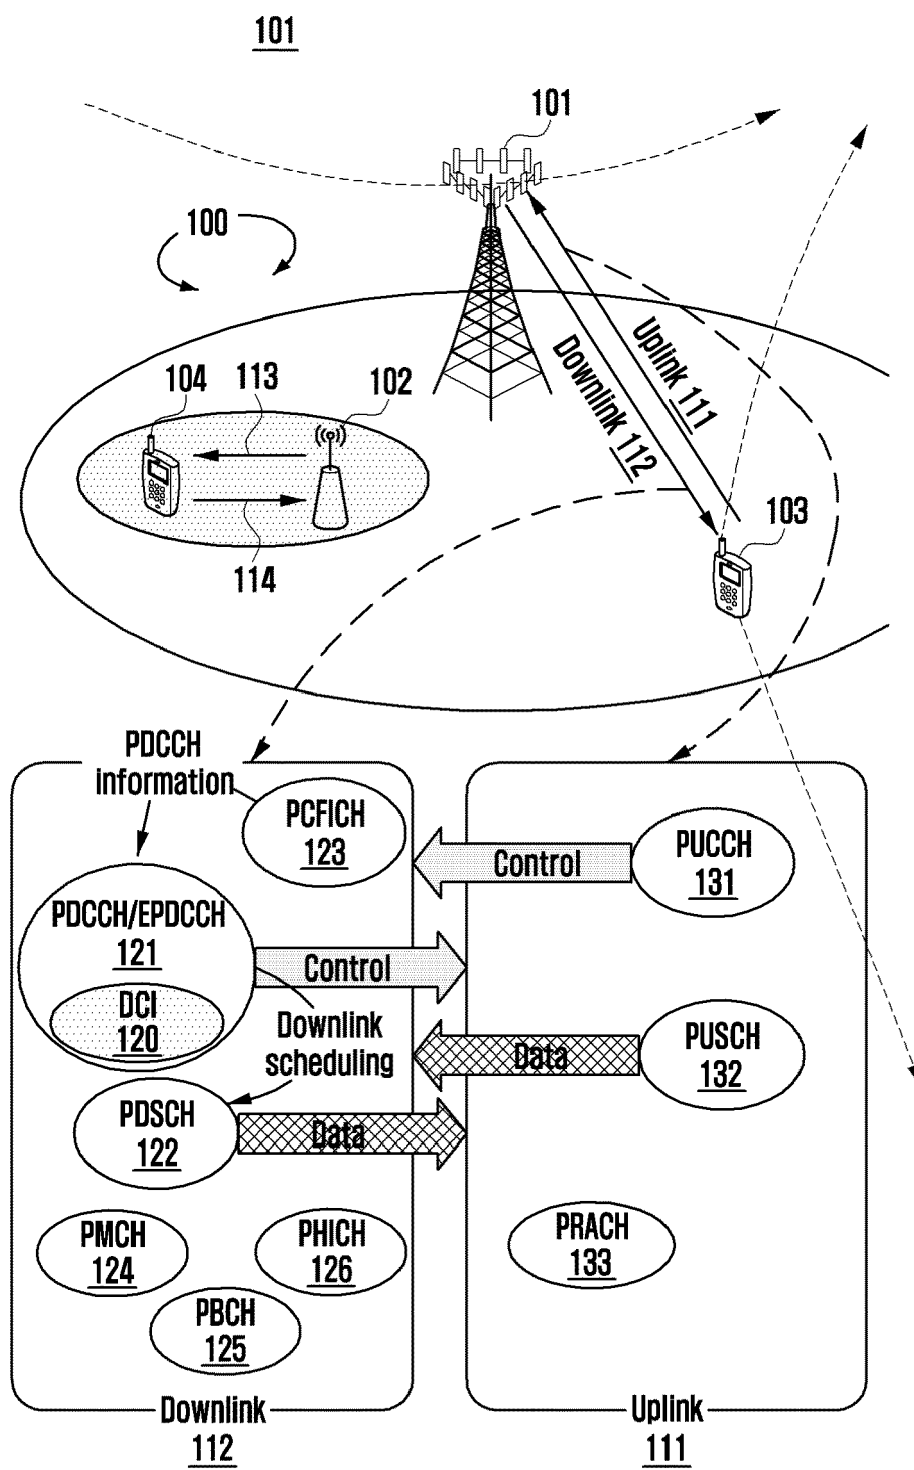 101
101
100
Downlink 112
Uplink 111
104
113
102
114
103
PDCCH
information
PCFICH
123
PDCCH/EPDCCH
121
DCI
120
Control
Downlink
scheduling
PDSCH
122
Data
PMCH
124
PHICH
126
PBCH
125
Downlink
112
Control
PUCCH
131
Data
PUSCH
132
PRACH
133
Uplink
111